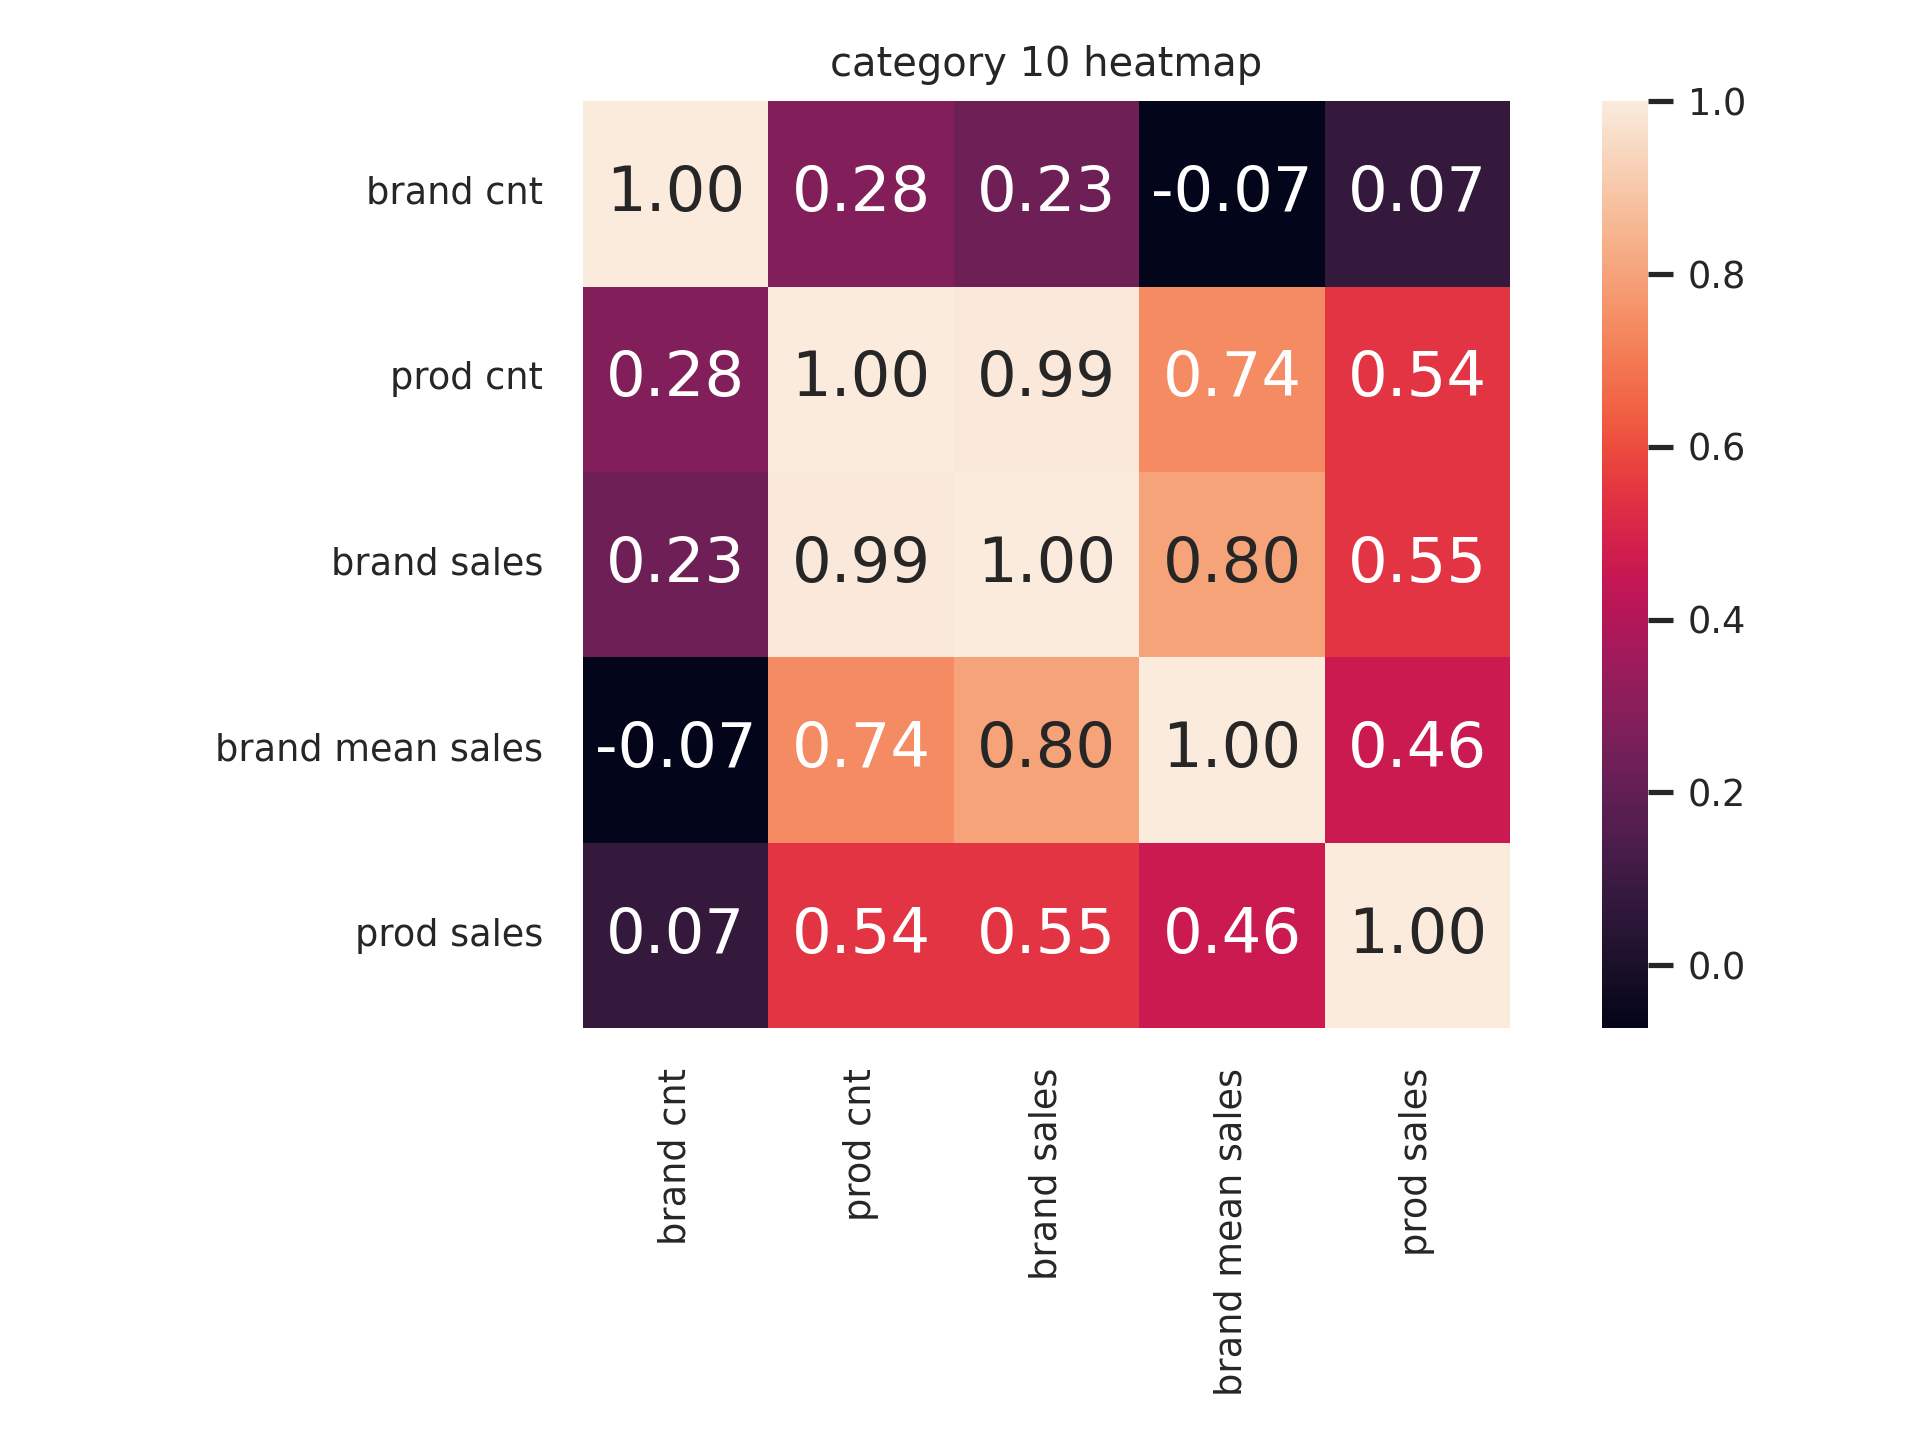 category 10 heatmap
brand cnt 1.00 0.28 0.23 -0.07 0.07
prod cnt 0.28 1.00 0.99 0.74 0.54
brand sales 0.23 0.99 1.00 0.80 0.55
brand mean sales -0.07 0.74 0.80 1.00 0.46
prod sales 0.07 0.54 0.55 0.46 1.00
brand cnt
prod cnt
brand sales
brand mean sales
prod sales
1.0
0.8
0.6
0.4
0.2
0.0